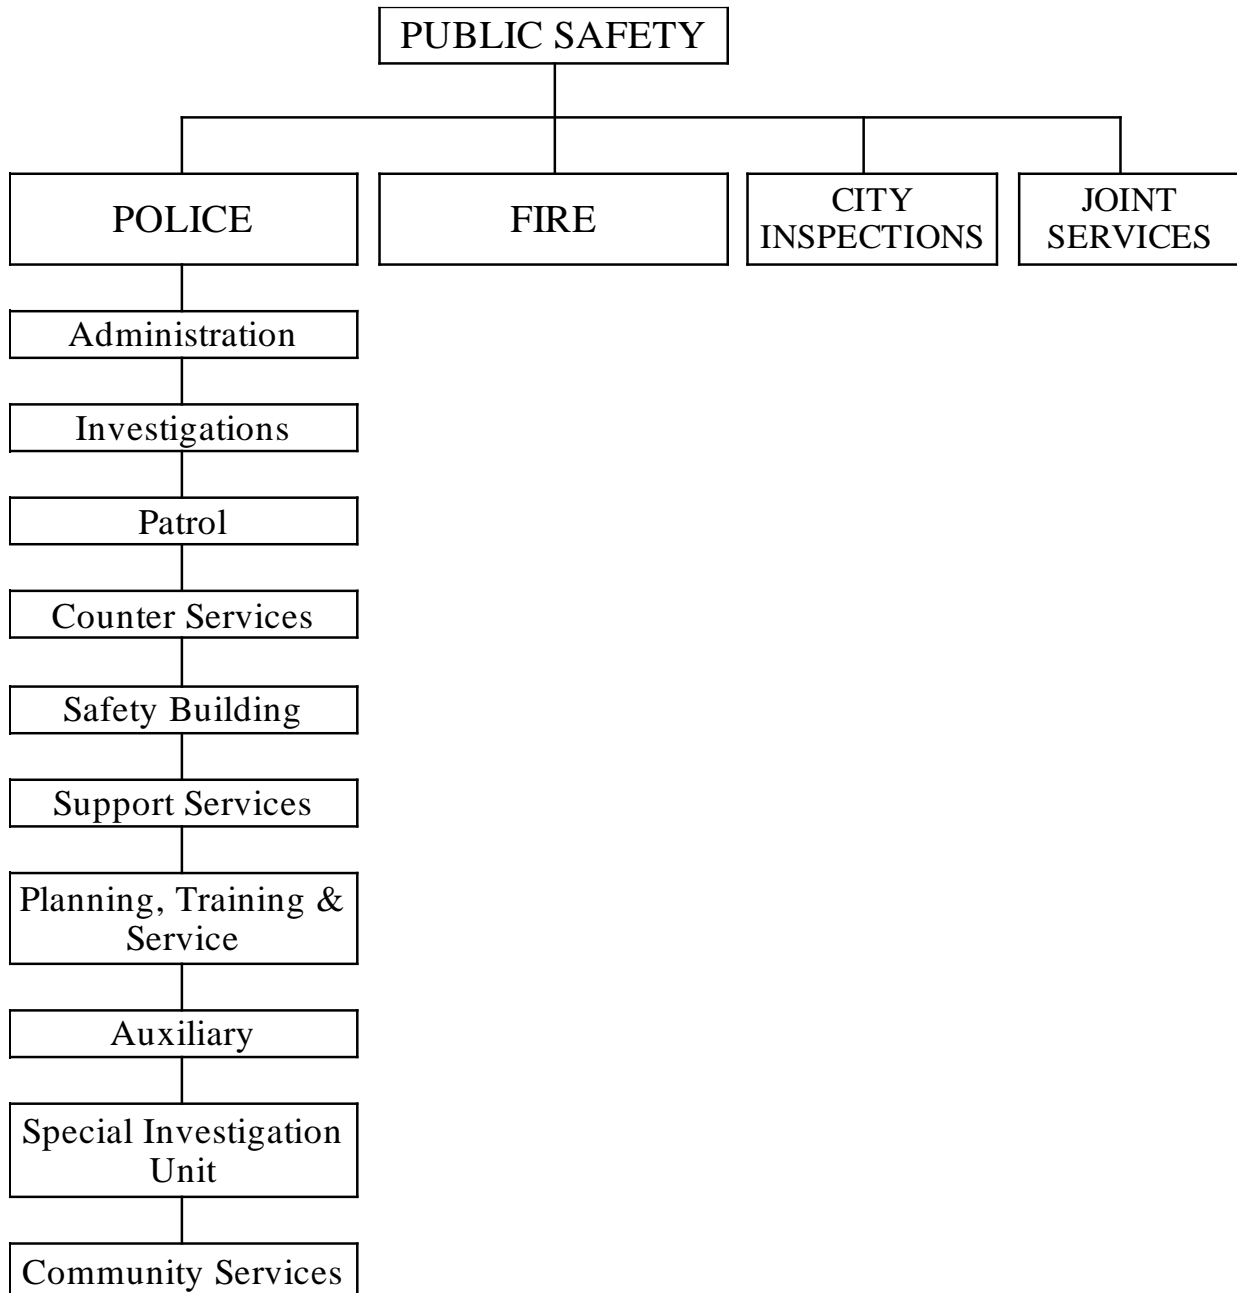 PUBLIC SAFETY
POLICE
FIRE
CITY
INSPECTIONS
JOINT
SERVICES
Administration
Investigations
Patrol
Counter Services
Safety Building
Support Services
Planning, Training &
Service
Auxiliary
Special Investigation
Unit
Community Services